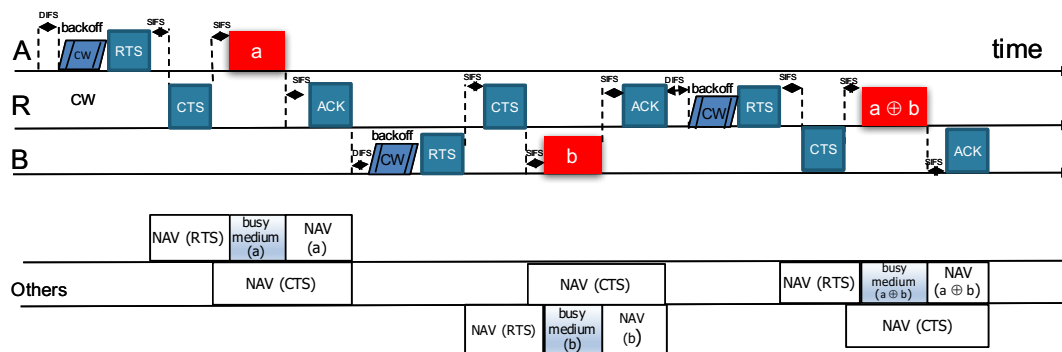 DIFS
backoff
SIFS
SIFS
A
CW
RTS
a
time
CW
R
CTS
SIFS
ACK
SIFS
CTS
SIFS
ACK
DIFS
backoff
CW
RTS
SIFS
SIFS
a ⊕ b
backoff
B
DIFS
CW
RTS
SIFS
b
CTS
SIFS
ACK
NAV (RTS)
busy
medium
(a)
NAV
(a)
Others
NAV (CTS)
NAV (CTS)
NAV (RTS)
busy
medium
(a ⊕ b)
NAV
(a ⊕ b)
NAV (RTS)
busy
medium
(b)
NAV
(b)
NAV (CTS)